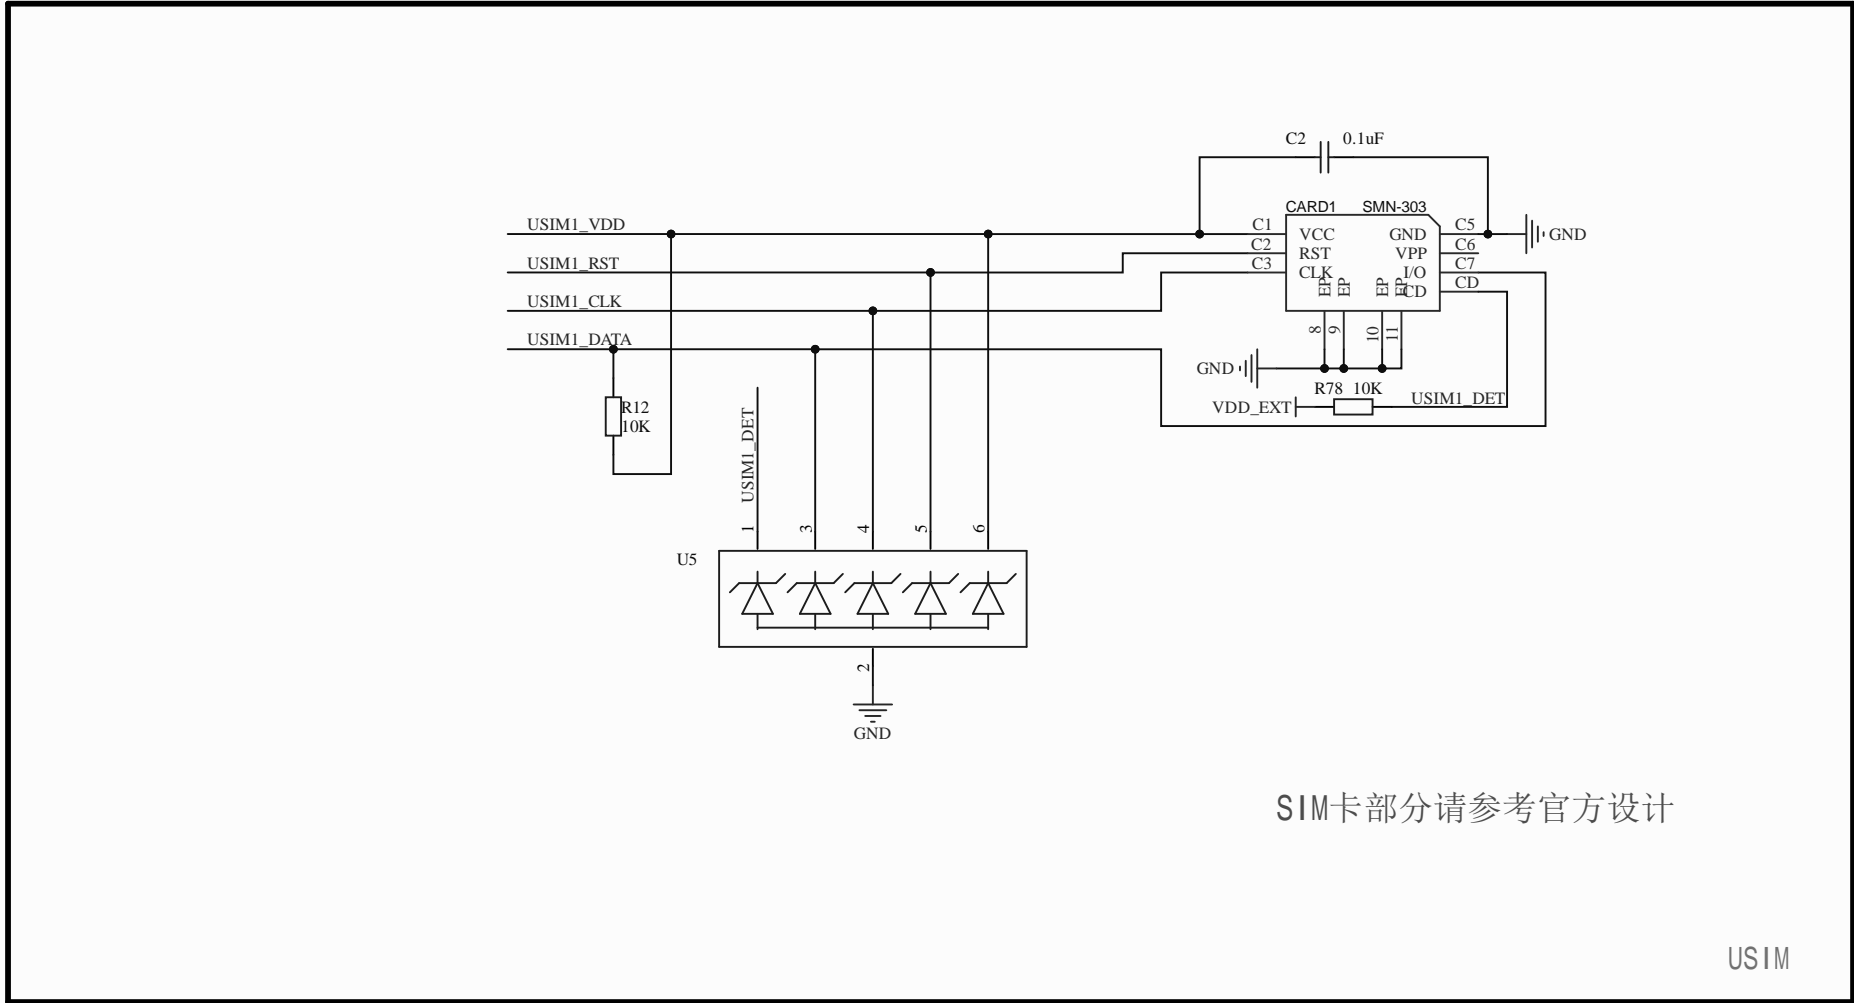 C2 0.1uF
CARD1 SMN-303
USIM1_VDD C1 VCC GND C5 GND
C2 RST VPP C6
USIM1_RST C3 CLK I/O C7
EP EP EP EP CD CD
USIM1_CLK
8 9 10 11
USIM1_DATA
GND
R78 10K
VDD_EXT USIM1_DET
R12
10K
USIM1_DET
1 3 4 5 6
U5
2
GND
SIM卡部分请参考官方设计
USIM